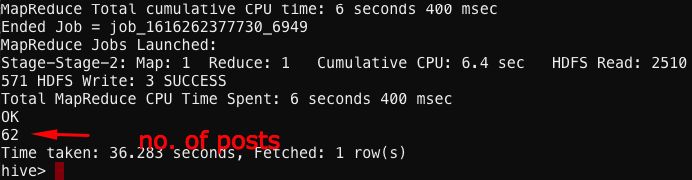 MapReduce Total cumulative CPU time: 6 seconds 400 msec
Ended Job = job_1616262377730_6949
MapReduce Jobs Launched:
Stage-Stage-2: Map: 1  Reduce: 1   Cumulative CPU: 6.4 sec   HDFS Read: 2510
571 HDFS Write: 3 SUCCESS
Total MapReduce CPU Time Spent: 6 seconds 400 msec
OK
62
no. of posts
Time taken: 36.283 seconds, Fetched: 1 row(s)
hive>